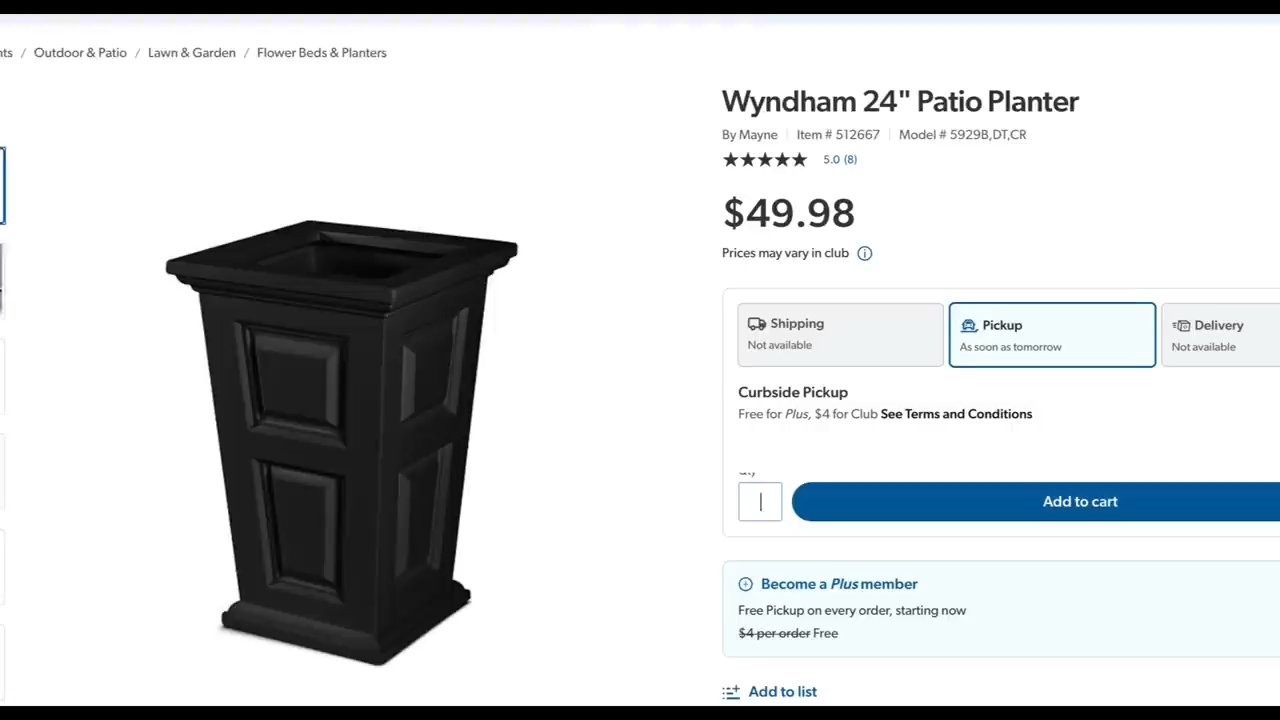 nts / Outdoor & Patio / Lawn & Garden / Flower Beds & Planters
Wyndham 24" Patio Planter
By Mayne Item # 512667 Model # 5929B,DT,CR
5.0 (8)
$49.98
Prices may vary in club
Shipping
Not available
Pickup
As soon as tomorrow
Delivery
Not available
Curbside Pickup
Free for Plus, $4 for Club See Terms and Conditions
Add to cart
Become a Plus member
Free Pickup on every order, starting now
$4 per order Free
Add to list